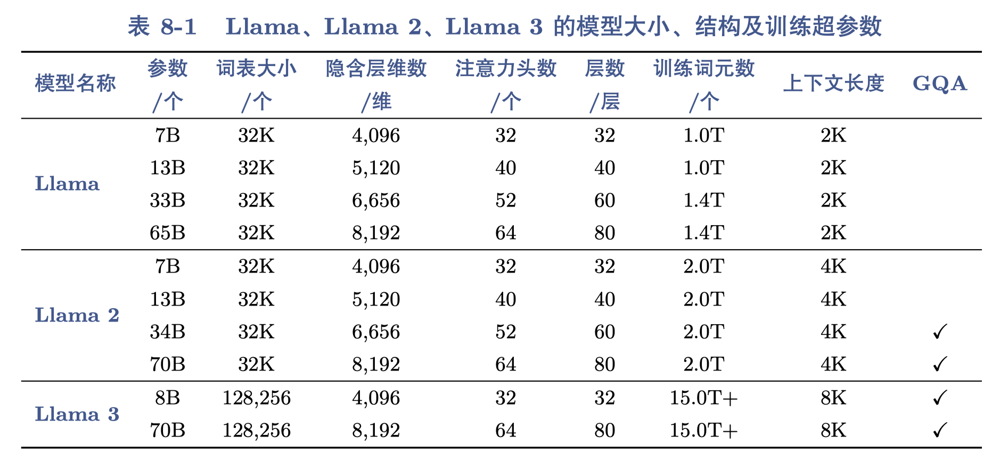 表 8-1 Llama、Llama 2、Llama 3 的模型大小、结构及训练超参数
模型名称 参数/个 词表大小/个 隐含层维数/维 注意力头数/个 层数/层 训练词元数/个 上下文长度 GQA
Llama
7B 32K 4,096 32 32 1.0T 2K
13B 32K 5,120 40 40 1.0T 2K
33B 32K 6,656 52 60 1.4T 2K
65B 32K 8,192 64 80 1.4T 2K
Llama 2
7B 32K 4,096 32 32 2.0T 4K
13B 32K 5,120 40 40 2.0T 4K
34B 32K 6,656 52 60 2.0T 4K ✓
70B 32K 8,192 64 80 2.0T 4K ✓
Llama 3
8B 128,256 4,096 32 32 15.0T+ 8K ✓
70B 128,256 8,192 64 80 15.0T+ 8K ✓